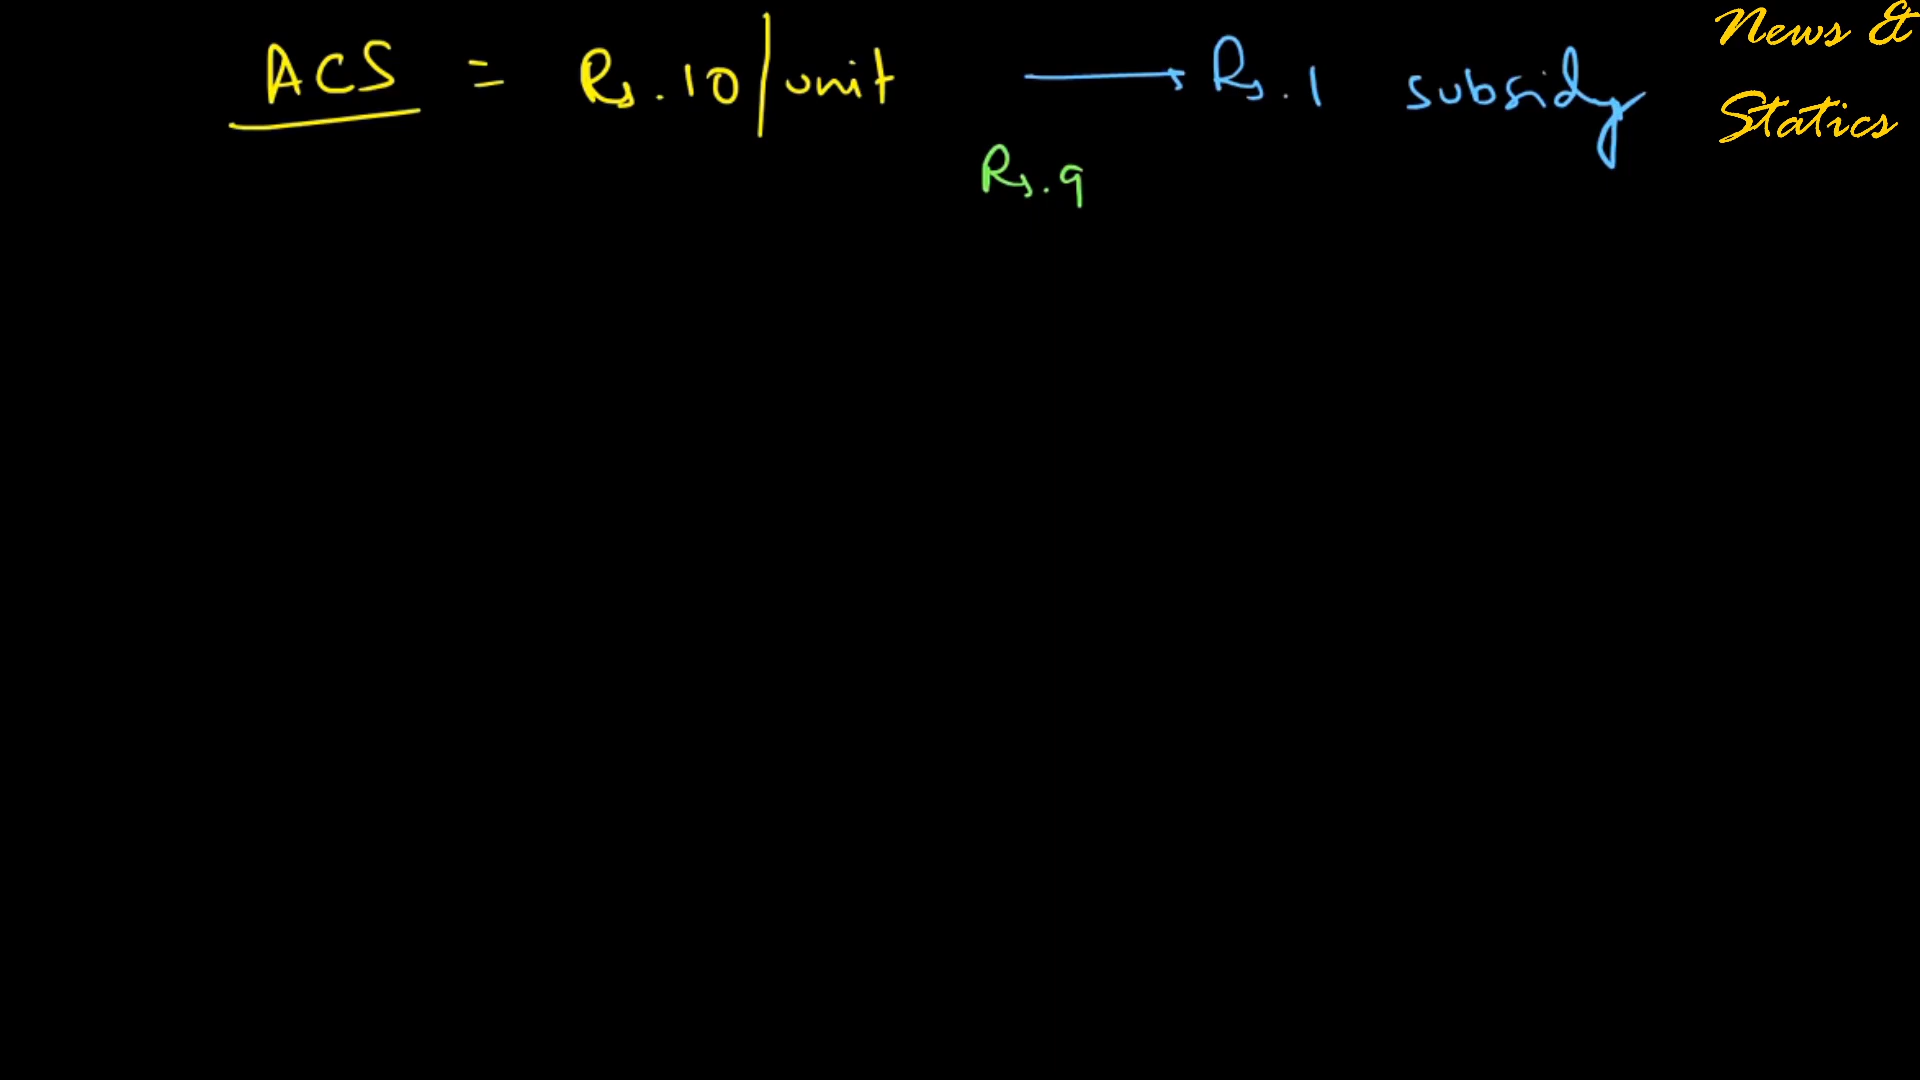 ACS = Rs.10/unit → Rs.1 subsidy
Rs.9
News &
Statics